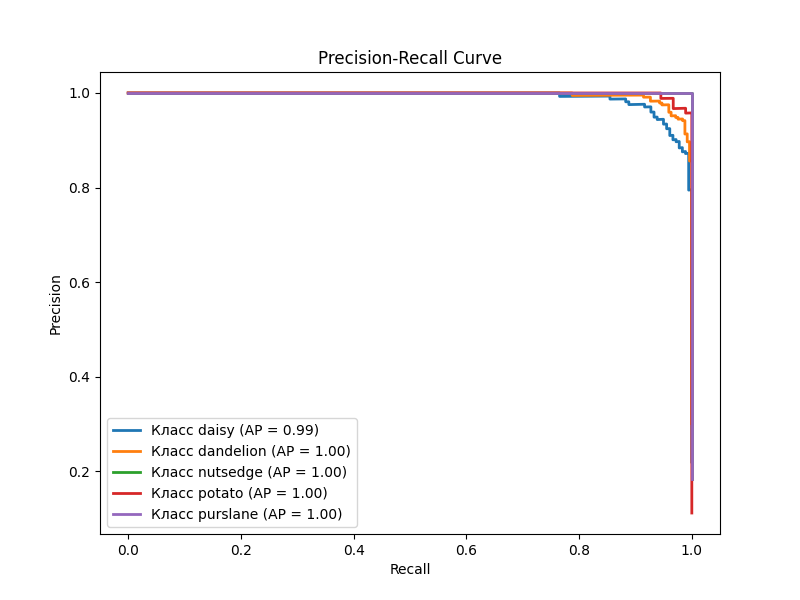 Precision-Recall Curve
Precision
1.0
0.8
0.6
0.4
0.2
Класс daisy (AP = 0.99)
Класс dandelion (AP = 1.00)
Класс nutsedge (AP = 1.00)
Класс potato (AP = 1.00)
Класс purslane (AP = 1.00)
0.0 0.2 0.4 0.6 0.8 1.0
Recall